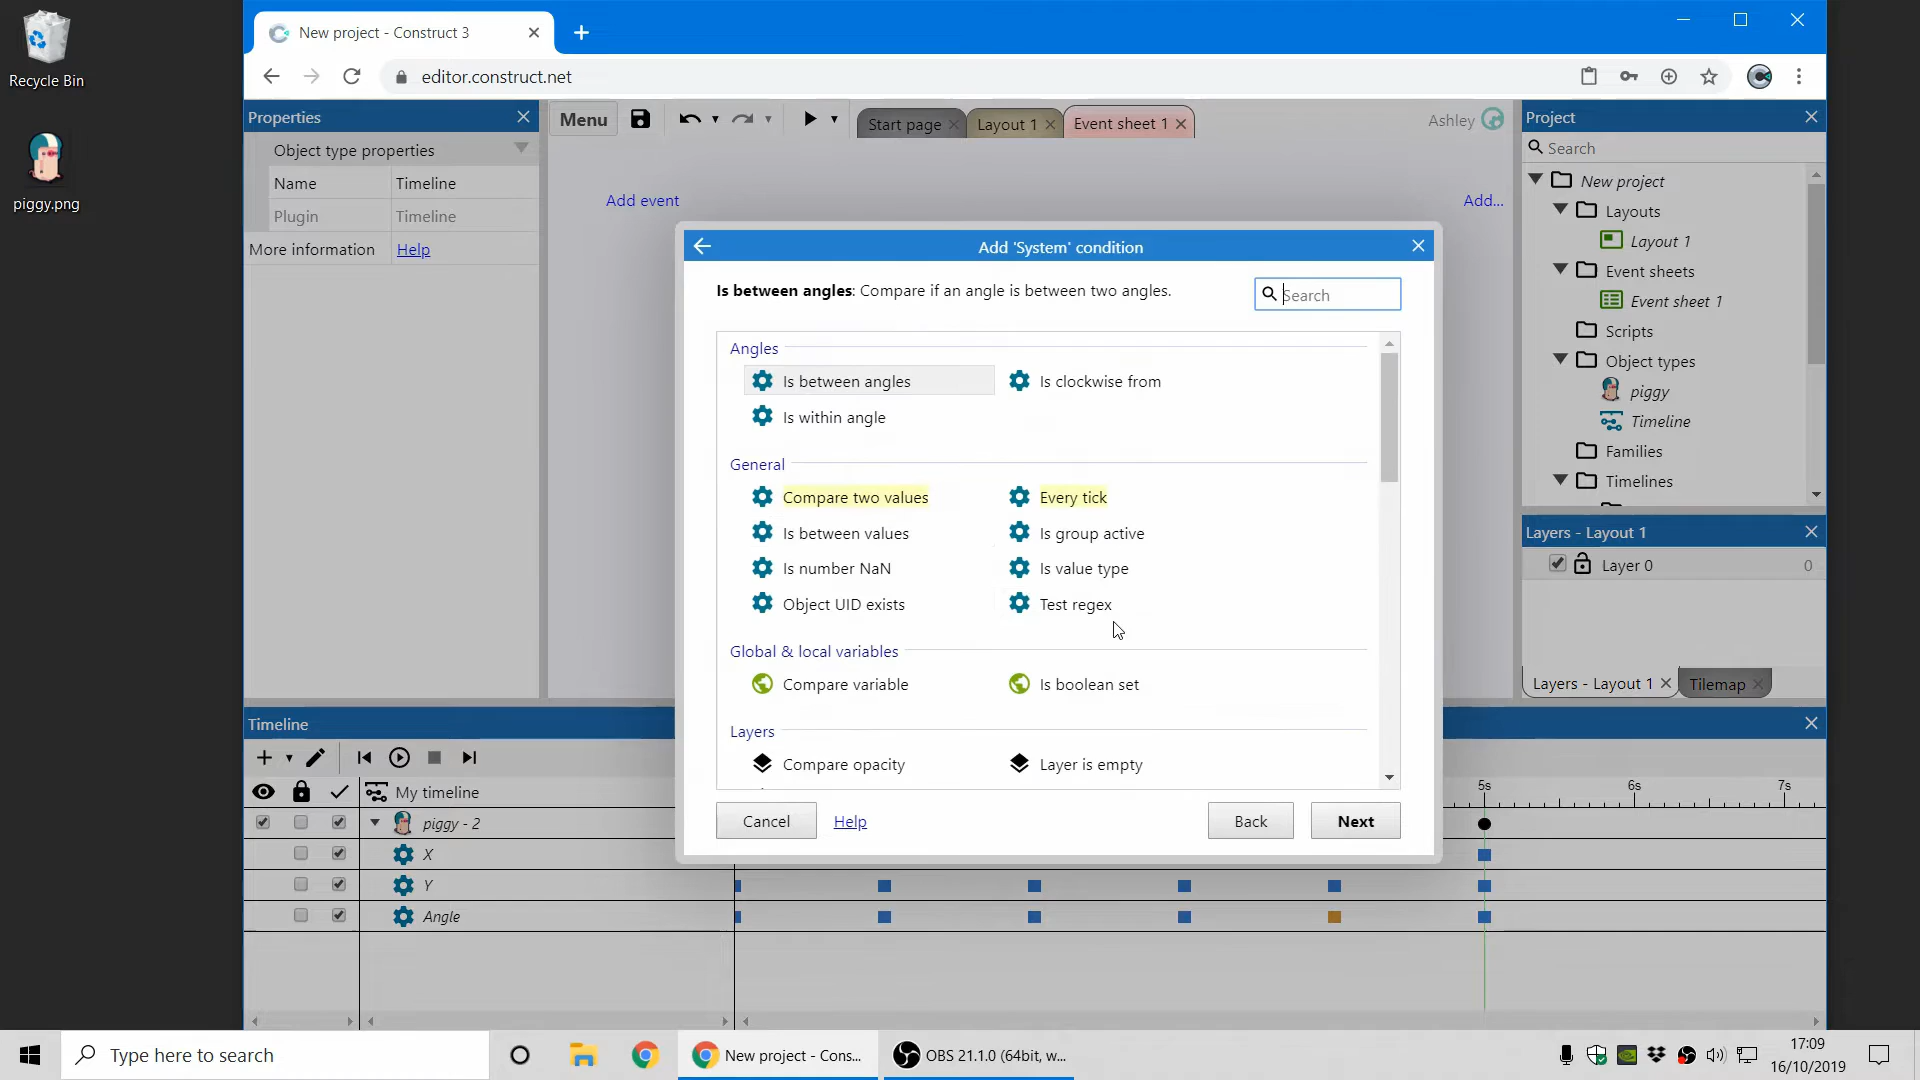 Recycle Bin
piggy.png
New project - Construct 3
editor.construct.net
Properties
Object type properties
Name Timeline
Plugin Timeline
More information Help
Menu
Start page
Layout 1
Event sheet 1
Ashley
Add event
Add...
Add 'System' condition
Is between angles: Compare if an angle is between two angles.
Search
Angles
Is between angles Is clockwise from
Is within angle
General
Compare two values Every tick
Is between values Is group active
Is number NaN Is value type
Object UID exists Test regex
Global & local variables
Compare variable Is boolean set
Layers
Compare opacity Layer is empty
Cancel Help Back Next
Project
Search
New project
Layouts
Layout 1
Event sheets
Event sheet 1
Scripts
Object types
piggy
Timeline
Families
Timelines
Layers - Layout 1
Layer 0 0
Layers - Layout 1 Tilemap
Timeline
My timeline 5s 6s 7s
piggy - 2
X
Y
Angle
Type here to search
New project - Cons...
OBS 21.1.0 (64bit, w...
17:09
16/10/2019